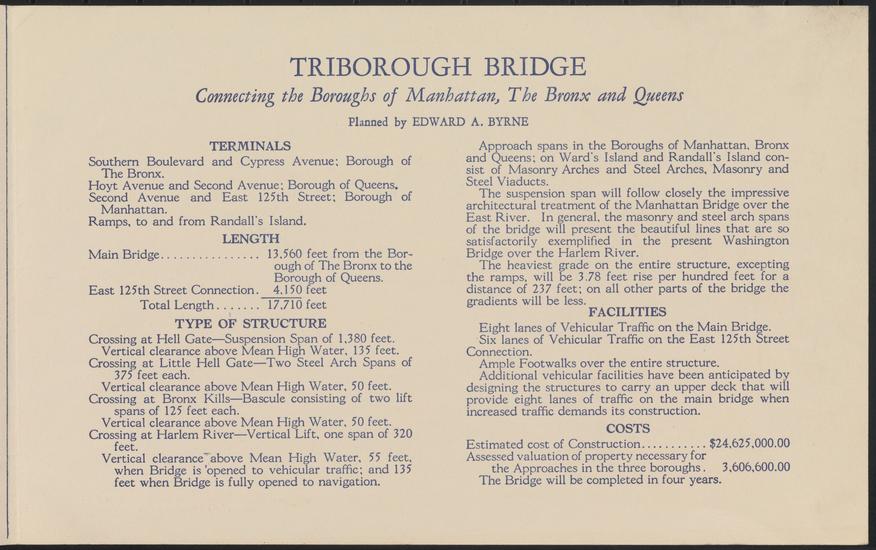 TRIBOROUGH BRIDGE
Connecting the Boroughs of Manhattan, The Bronx and Queens
Planned by EDWARD A. BYRNE
TERMINALS
Southern Boulevard and Cypress Avenue; Borough of
The Bronx.
Hoyt Avenue and Second Avenue; Borough of Queens.
Second Avenue and East 125th Street; Borough of
Manhattan.
Ramps, to and from Randall's Island.
LENGTH
Main Bridge................ 13,560 feet from the Bor-
ough of The Bronx to the
Borough of Queens.
East 125th Street Connection. 4,150 feet
Total Length....... 17,710 feet
TYPE OF STRUCTURE
Crossing at Hell Gate—Suspension Span of 1,380 feet.
Vertical clearance above Mean High Water, 135 feet.
Crossing at Little Hell Gate—Two Steel Arch Spans of
375 feet each.
Vertical clearance above Mean High Water, 50 feet.
Crossing at Bronx Kills—Bascule consisting of two lift
spans of 125 feet each.
Vertical clearance above Mean High Water, 50 feet.
Crossing at Harlem River—Vertical Lift, one span of 320
feet.
Vertical clearance above Mean High Water, 55 feet,
when Bridge is opened to vehicular traffic; and 135
feet when Bridge is fully opened to navigation.
Approach spans in the Boroughs of Manhattan, Bronx
and Queens; on Ward's Island and Randall's Island con-
sist of Masonry Arches and Steel Arches, Masonry and
Steel Viaducts.
The suspension span will follow closely the impressive
architectural treatment of the Manhattan Bridge over the
East River. In general, the masonry and steel arch spans
of the bridge will present the beautiful lines that are so
satisfactorily exemplified in the present Washington
Bridge over the Harlem River.
The heaviest grade on the entire structure, excepting
the ramps, will be 3.78 feet rise per hundred feet for a
distance of 237 feet; on all other parts of the bridge the
gradients will be less.
FACILITIES
Eight lanes of Vehicular Traffic on the Main Bridge.
Six lanes of Vehicular Traffic on the East 125th Street
Connection.
Ample Footwalks over the entire structure.
Additional vehicular facilities have been anticipated by
designing the structures to carry an upper deck that will
provide eight lanes of traffic on the main bridge when
increased traffic demands its construction.
COSTS
Estimated cost of Construction........... $24,625,000.00
Assessed valuation of property necessary for
the Approaches in the three boroughs. 3,606,600.00
The Bridge will be completed in four years.